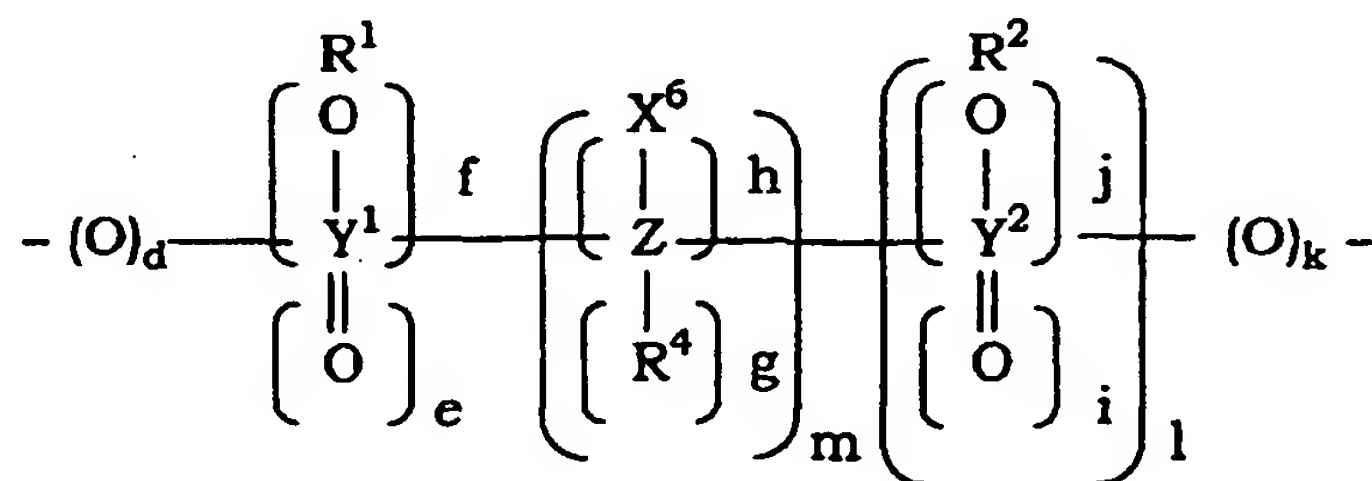 R¹ R²
O X⁶ O
f h j
– (O)d Y¹ Z Y² (O)k –
O R⁴ g O
e i
m l